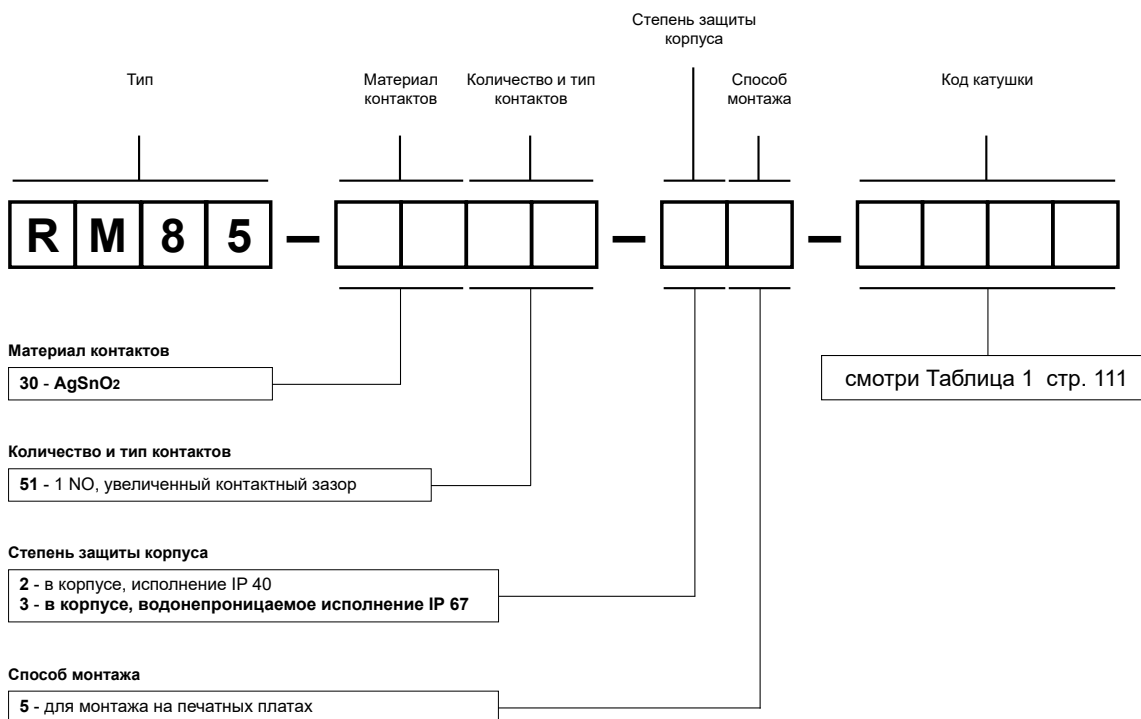 Степень защиты
корпуса
Тип
Материал
контактов
Количество и тип
контактов
Способ
монтажа
Код катушки
R M 8 5 – – –
Материал контактов
30 - AgSnO2
смотри Таблица 1 стр. 111
Количество и тип контактов
51 - 1 NO, увеличенный контактный зазор
Степень защиты корпуса
2 - в корпусе, исполнение IP 40
3 - в корпусе, водонепроницаемое исполнение IP 67
Способ монтажа
5 - для монтажа на печатных платах